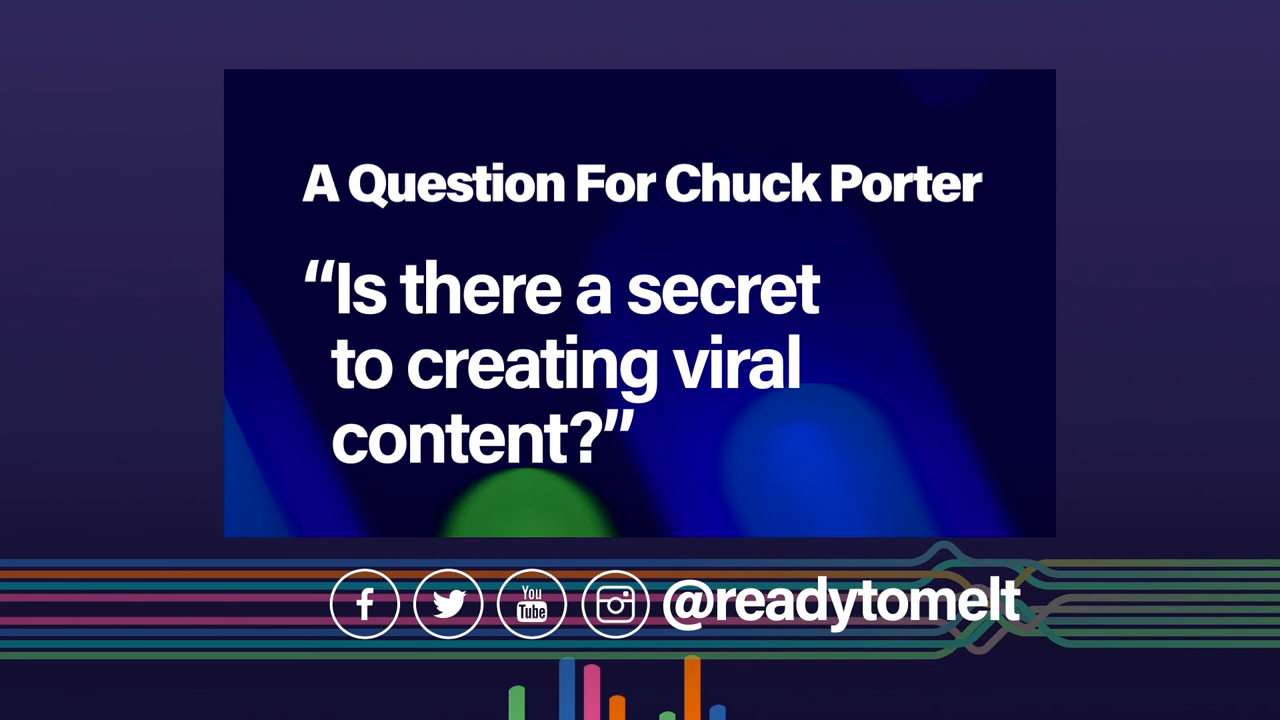 A Question For Chuck Porter
“Is there a secret
to creating viral
content?”
You
Tube
@readytomelt